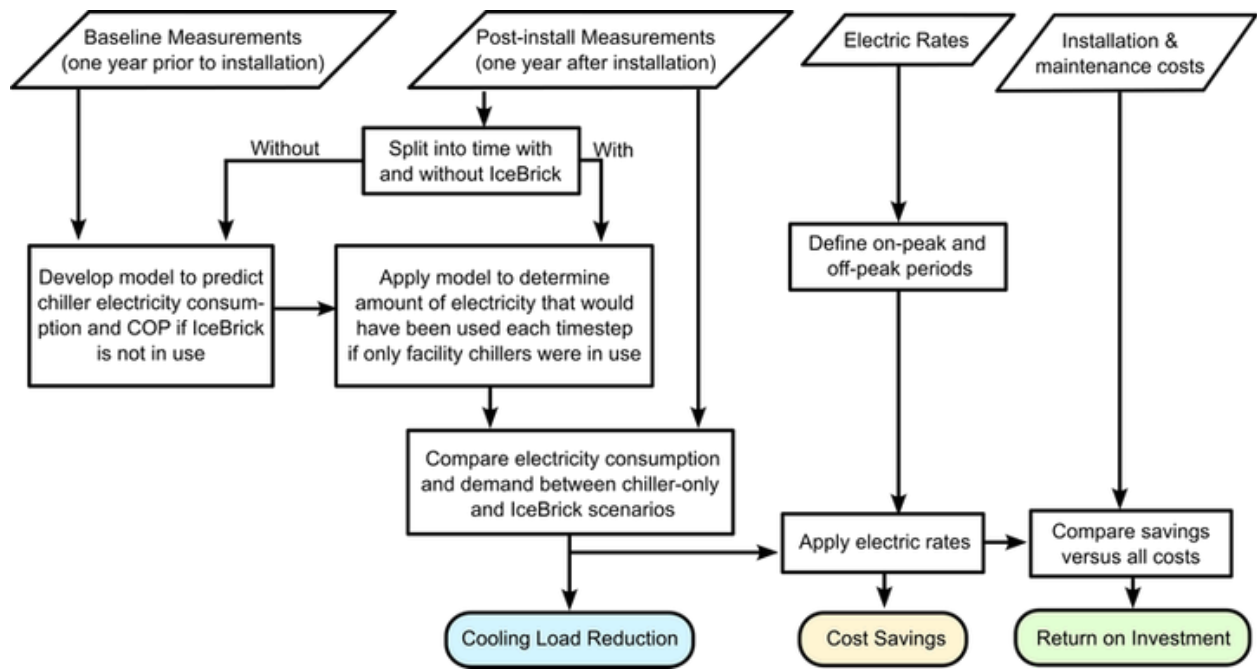 Baseline Measurements
(one year prior to installation)
Post-install Measurements
(one year after installation)
Electric Rates
Installation &
maintenance costs
Without
Split into time with
and without IceBrick
With
Develop model to predict
chiller electricity consum-
ption and COP if IceBrick
is not in use
Apply model to determine
amount of electricity that would
have been used each timestep
if only facility chillers were in use
Define on-peak and
off-peak periods
Compare electricity consumption
and demand between chiller-only
and IceBrick scenarios
Apply electric rates
Compare savings
versus all costs
Cooling Load Reduction
Cost Savings
Return on Investment